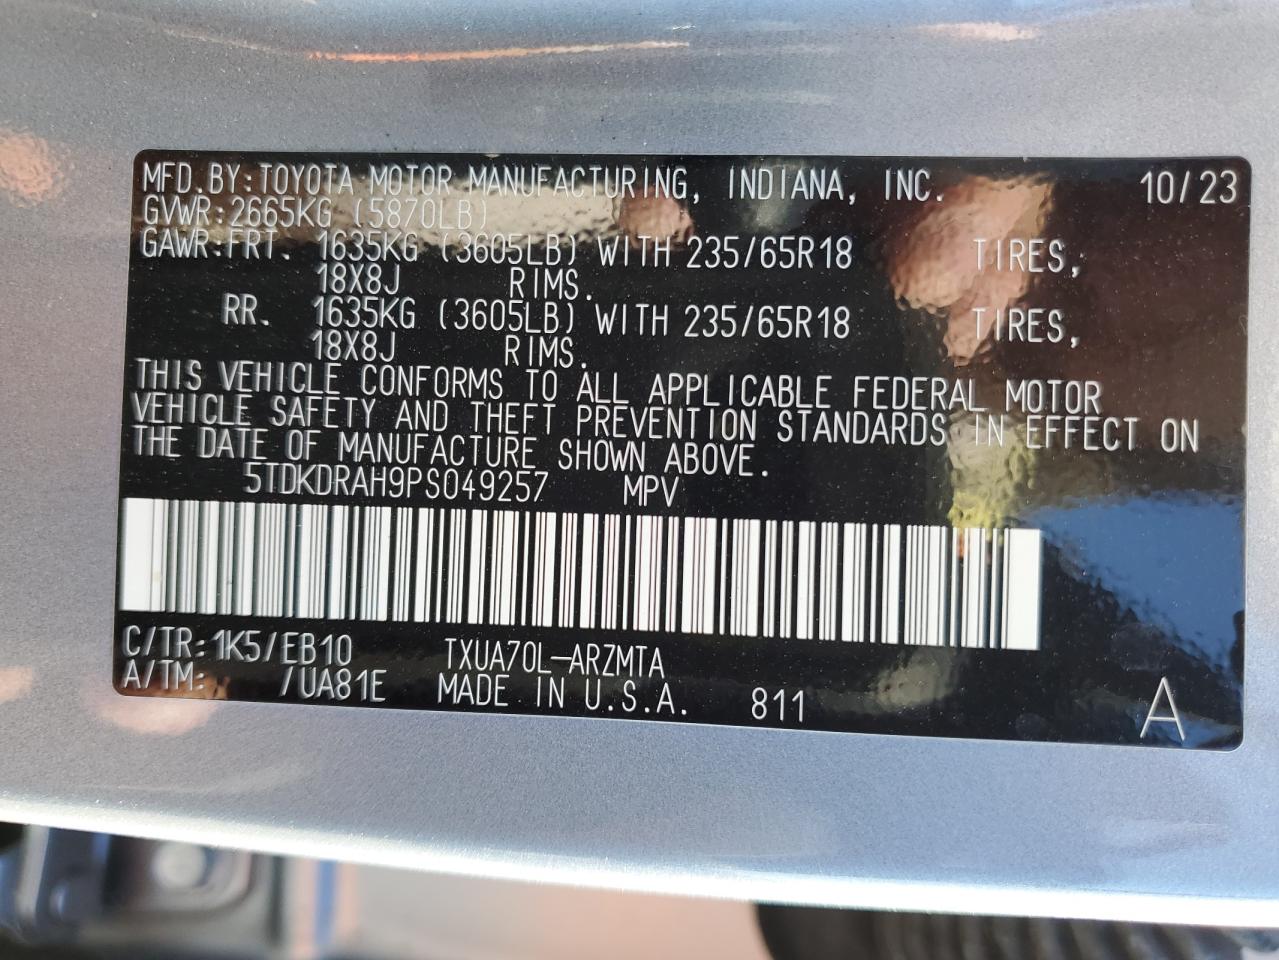 MFD.BY:TOYOTA MOTOR MANUFACTURING, INDIANA, INC. 10/23
GVWR:2665KG (5870LB)
GAWR:FRT. 1635KG (3605LB) WITH 235/65R18 TIRES,
18X8J RIMS.
RR. 1635KG (3605LB) WITH 235/65R18 TIRES,
18X8J RIMS.
THIS VEHICLE CONFORMS TO ALL APPLICABLE FEDERAL MOTOR
VEHICLE SAFETY AND THEFT PREVENTION STANDARDS IN EFFECT ON
THE DATE OF MANUFACTURE SHOWN ABOVE.
5TDKDRAH9PS049257 MPV
C/TR:1K5/EB10 TXUA70L-ARZMTA
A/TM: /UA81E MADE IN U.S.A. 811 A